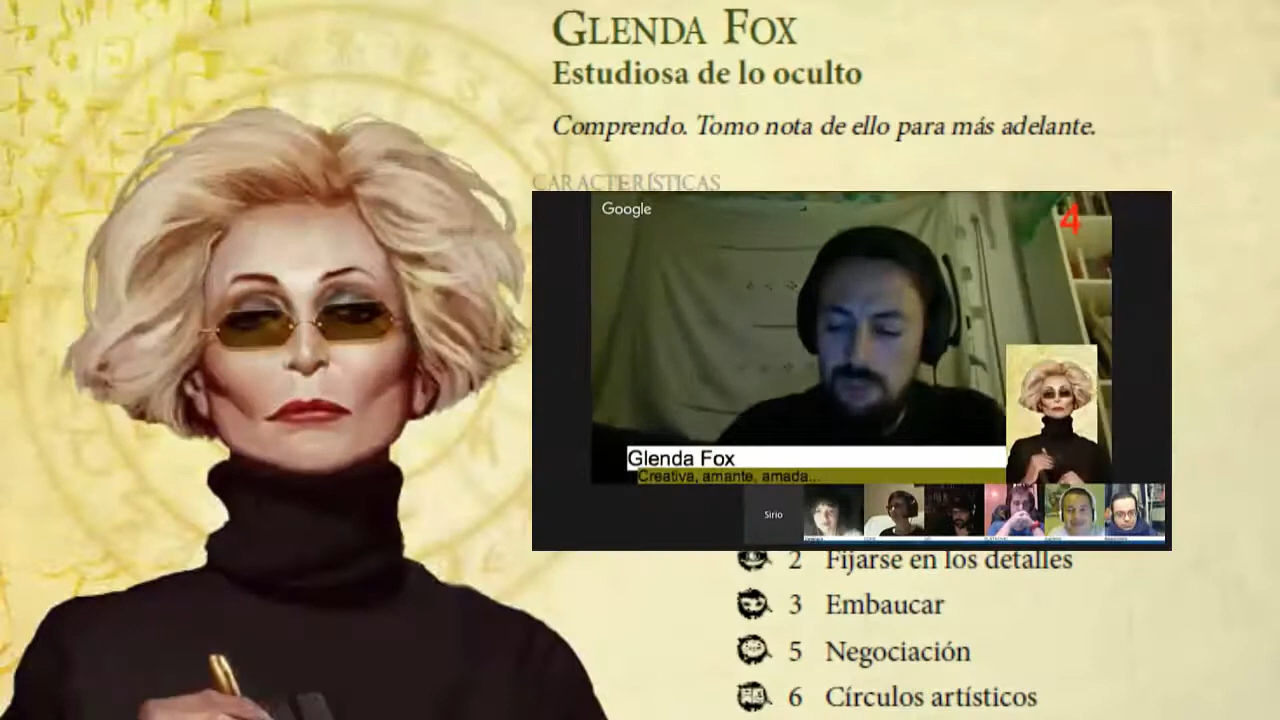 GLENDA FOX
Estudiosa de lo oculto
Comprendo. Tomo nota de ello para más adelante.
CARACTERÍSTICAS
Google
4
Glenda Fox
Creativa, amante, amada...
Sirio
2 Fijarse en los detalles
3 Embaucar
5 Negociación
6 Círculos artísticos